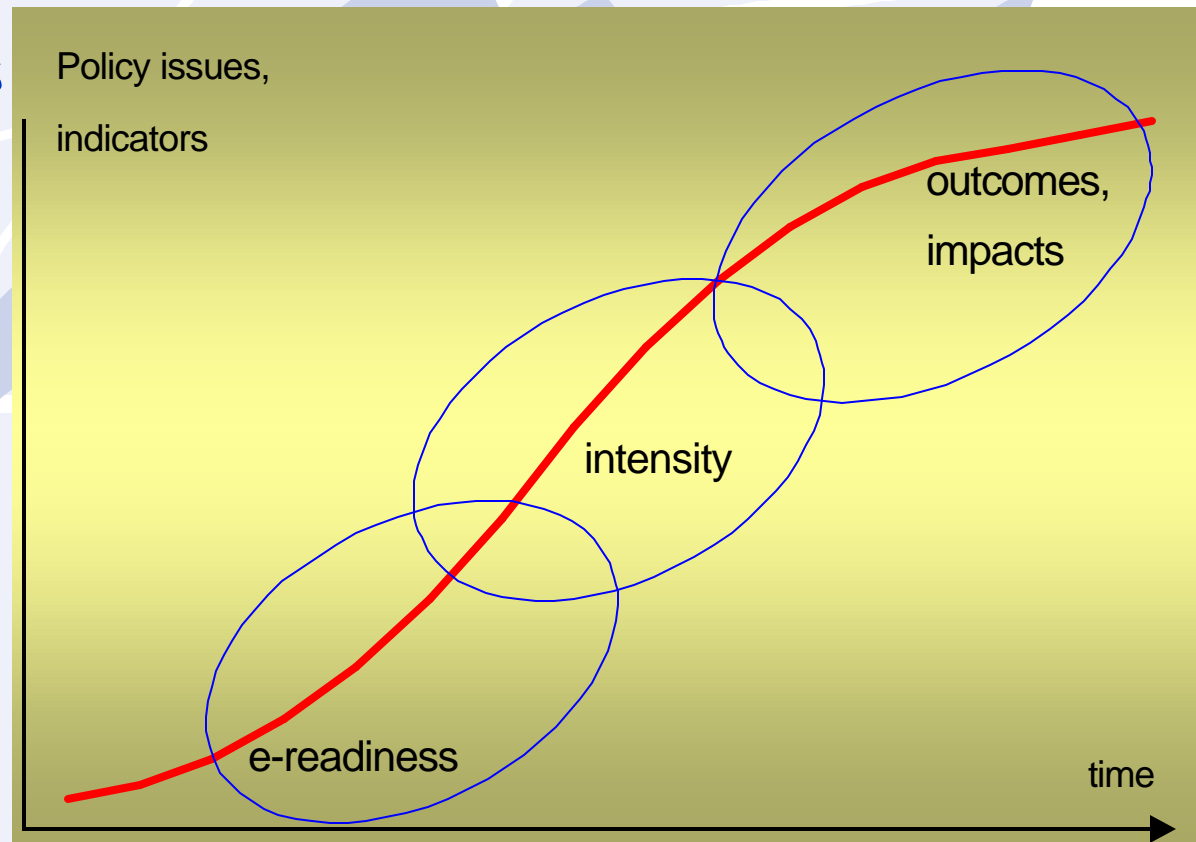 Policy issues,
indicators
outcomes,
impacts
intensity
e-readiness
time